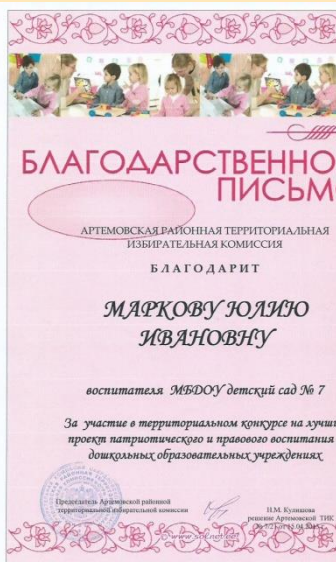 БЛАГОДАРСТВЕННО
ПИСЬМ
АРТЕМОВСКАЯ РАЙОННАЯ ТЕРРИТОРИАЛЬНАЯ
ИЗБИРАТЕЛЬНАЯ КОМИССИЯ
БЛАГОДАРИТ
МАРКОВУ ЮЛИЮ
ИВАНОВНУ
воспитателя МБДОУ детский сад № 7
За участие в территориальном конкурсе на лучши
проект патриотического и правового воспитания
дошкольных образовательных учреждениях
Председатель Артемовской районной
территориальной избирательной комиссии
решение Артемовской ТИК